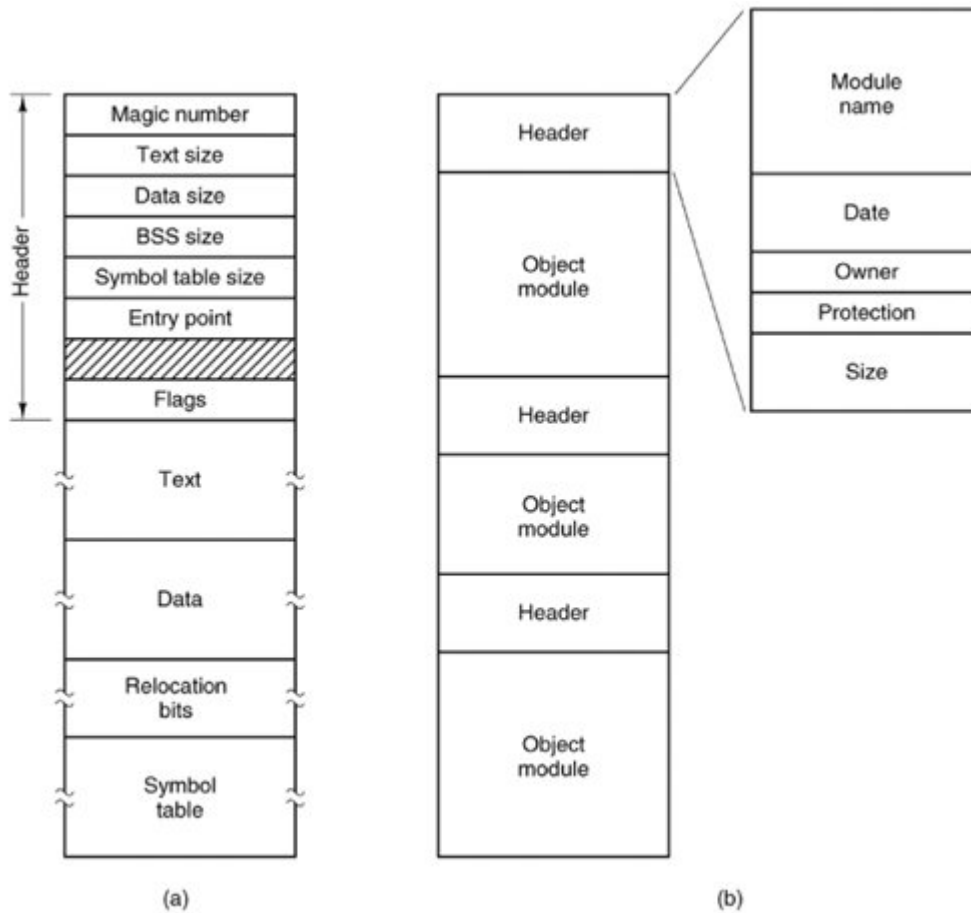 Header
Magic number
Text size
Data size
BSS size
Symbol table size
Entry point
Flags
Text
Data
Relocation
bits
Symbol
table
(a)
Header
Object
module
Header
Object
module
Header
Object
module
Module
name
Date
Owner
Protection
Size
(b)